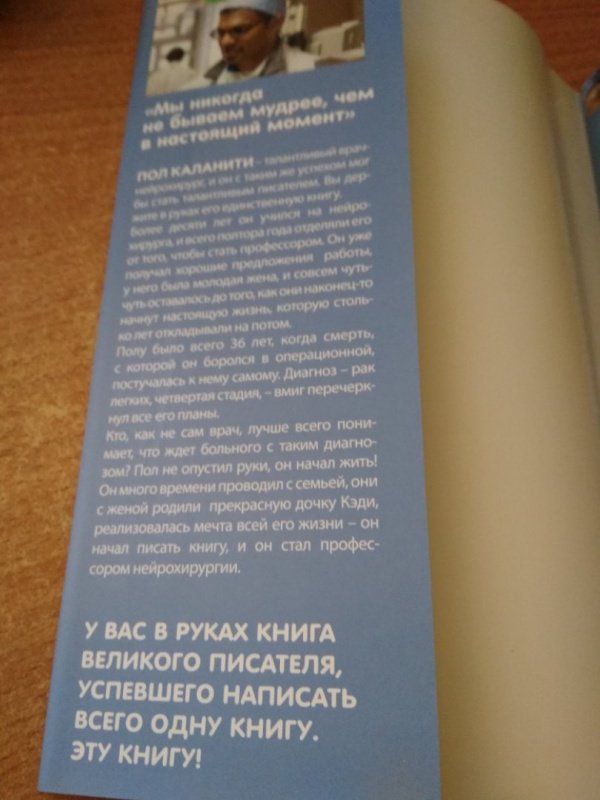 «Мы никогда
не бываем мудрее, чем
в настоящий момент»
ПОЛ КАЛАНИТИ – талантливый врач-
нейрохирург, и он с таким же успехом мог
бы стать талантливым писателем. Вы дер-
жите в руках его единственную книгу.
Более десяти лет он учился на нейро-
хирурга, и всего полтора года отделяли его
от того, чтобы стать профессором. Он уже
получал хорошие предложения работы,
у него была молодая жена, и совсем чуть-
чуть оставалось до того, как они наконец-то
начнут настоящую жизнь, которую столь-
ко лет откладывали на потом.
Полу было всего 36 лет, когда смерть,
с которой он боролся в операционной,
постучалась к нему самому. Диагноз – рак
легких, четвертая стадия, – вмиг перечерк-
нул все его планы.
Кто, как не сам врач, лучше всего пони-
мает, что ждет больного с таким диагно-
зом? Пол не опустил руки, он начал жить!
Он много времени проводил с семьей, они
с женой родили прекрасную дочку Кэди,
реализовалась мечта всей его жизни – он
начал писать книгу, и он стал профес-
сором нейрохирургии.
У ВАС В РУКАХ КНИГА
ВЕЛИКОГО ПИСАТЕЛЯ,
УСПЕВШЕГО НАПИСАТЬ
ВСЕГО ОДНУ КНИГУ.
ЭТУ КНИГУ!